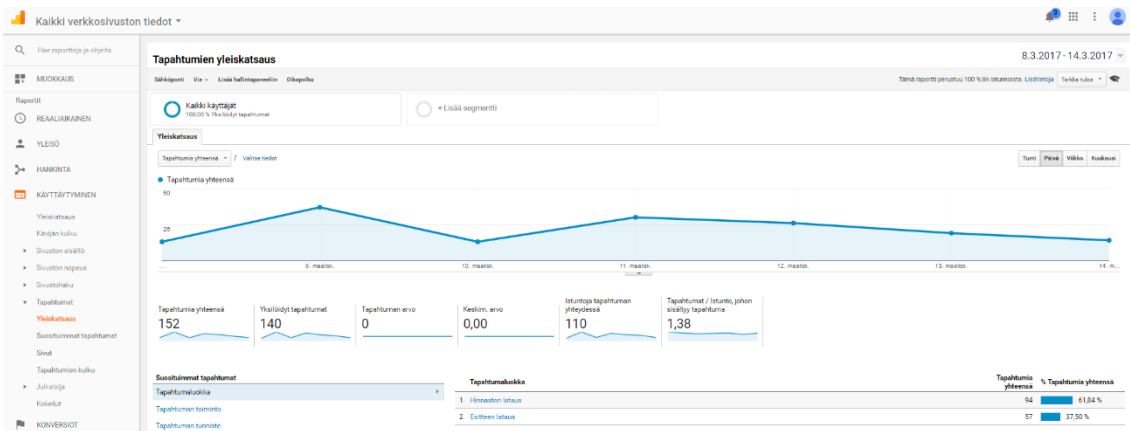 Kaikki verkkosivuston tiedot
3
Hae raportteja ja ohjeita
MUOKKAUS
Raportit
REAALIAIKAINEN
YLEISÖ
HANKINTA
KÄYTTÄYTYMINEN
Yleiskatsaus
Kävijän kulku
Sivuston sisältö
Sivuston nopeus
Sivustohaku
Tapahtumat
Yleiskatsaus
Suosituimmat tapahtumat
Sivut
Tapahtumien kulku
Julkaisija
Kokeilut
KONVERSIOT
Tapahtumien yleiskatsaus
8.3.2017 - 14.3.2017
Sähköposti Vie Lisää hallintapaneeliin Oikopolku
Tämä raportti perustuu 100 %:iin istunnoista. Lisätietoja Tarkka tulos
Kaikki käyttäjät
100,00 % Yksilöidyt tapahtumat
+ Lisää segmentti
Yleiskatsaus
Tapahtumia yhteensä / Valitse tiedot
Tunti Päivä Viikko Kuukausi
Tapahtumia yhteensä
50
25
... 9. maalisk. 10. maalisk. 11. maalisk. 12. maalisk. 13. maalisk. 14. m...
Tapahtumia yhteensä
152
Yksilöidyt tapahtumat
140
Tapahtuman arvo
0
Keskim. arvo
0,00
Istuntoja tapahtuman
yhteydessä
110
Tapahtumat / Istunto, johon
sisältyy tapahtuma
1,38
Suosituimmat tapahtumat
Tapahtumaluokka
Tapahtuman toiminto
Tapahtuman tunniste
Tapahtumaluokka
Tapahtumia
yhteensä
% Tapahtumia yhteensä
1. Hinnaston lataus 94 61,84 %
2. Esitteen lataus 57 37,50 %